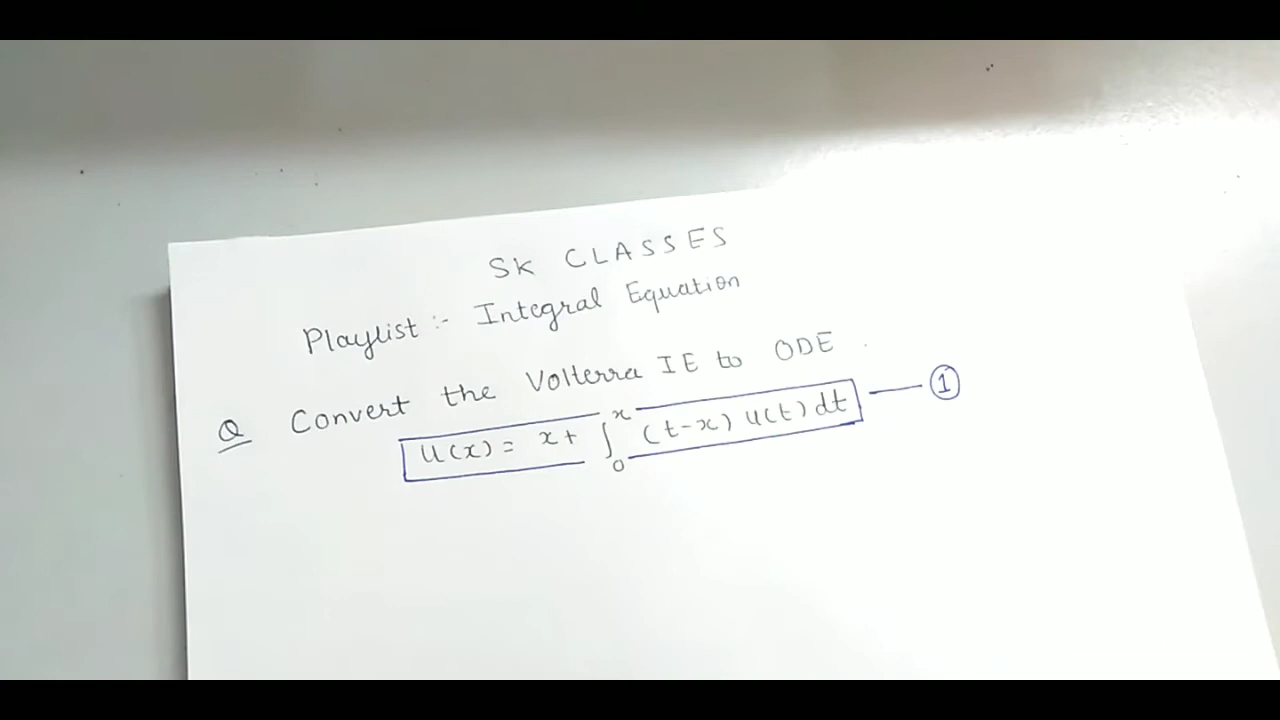 SK CLASSES
Playlist :- Integral Equation
Q Convert the Volterra IE to ODE.
u(x) = x + ∫₀ˣ (t-x) u(t) dt —— ①